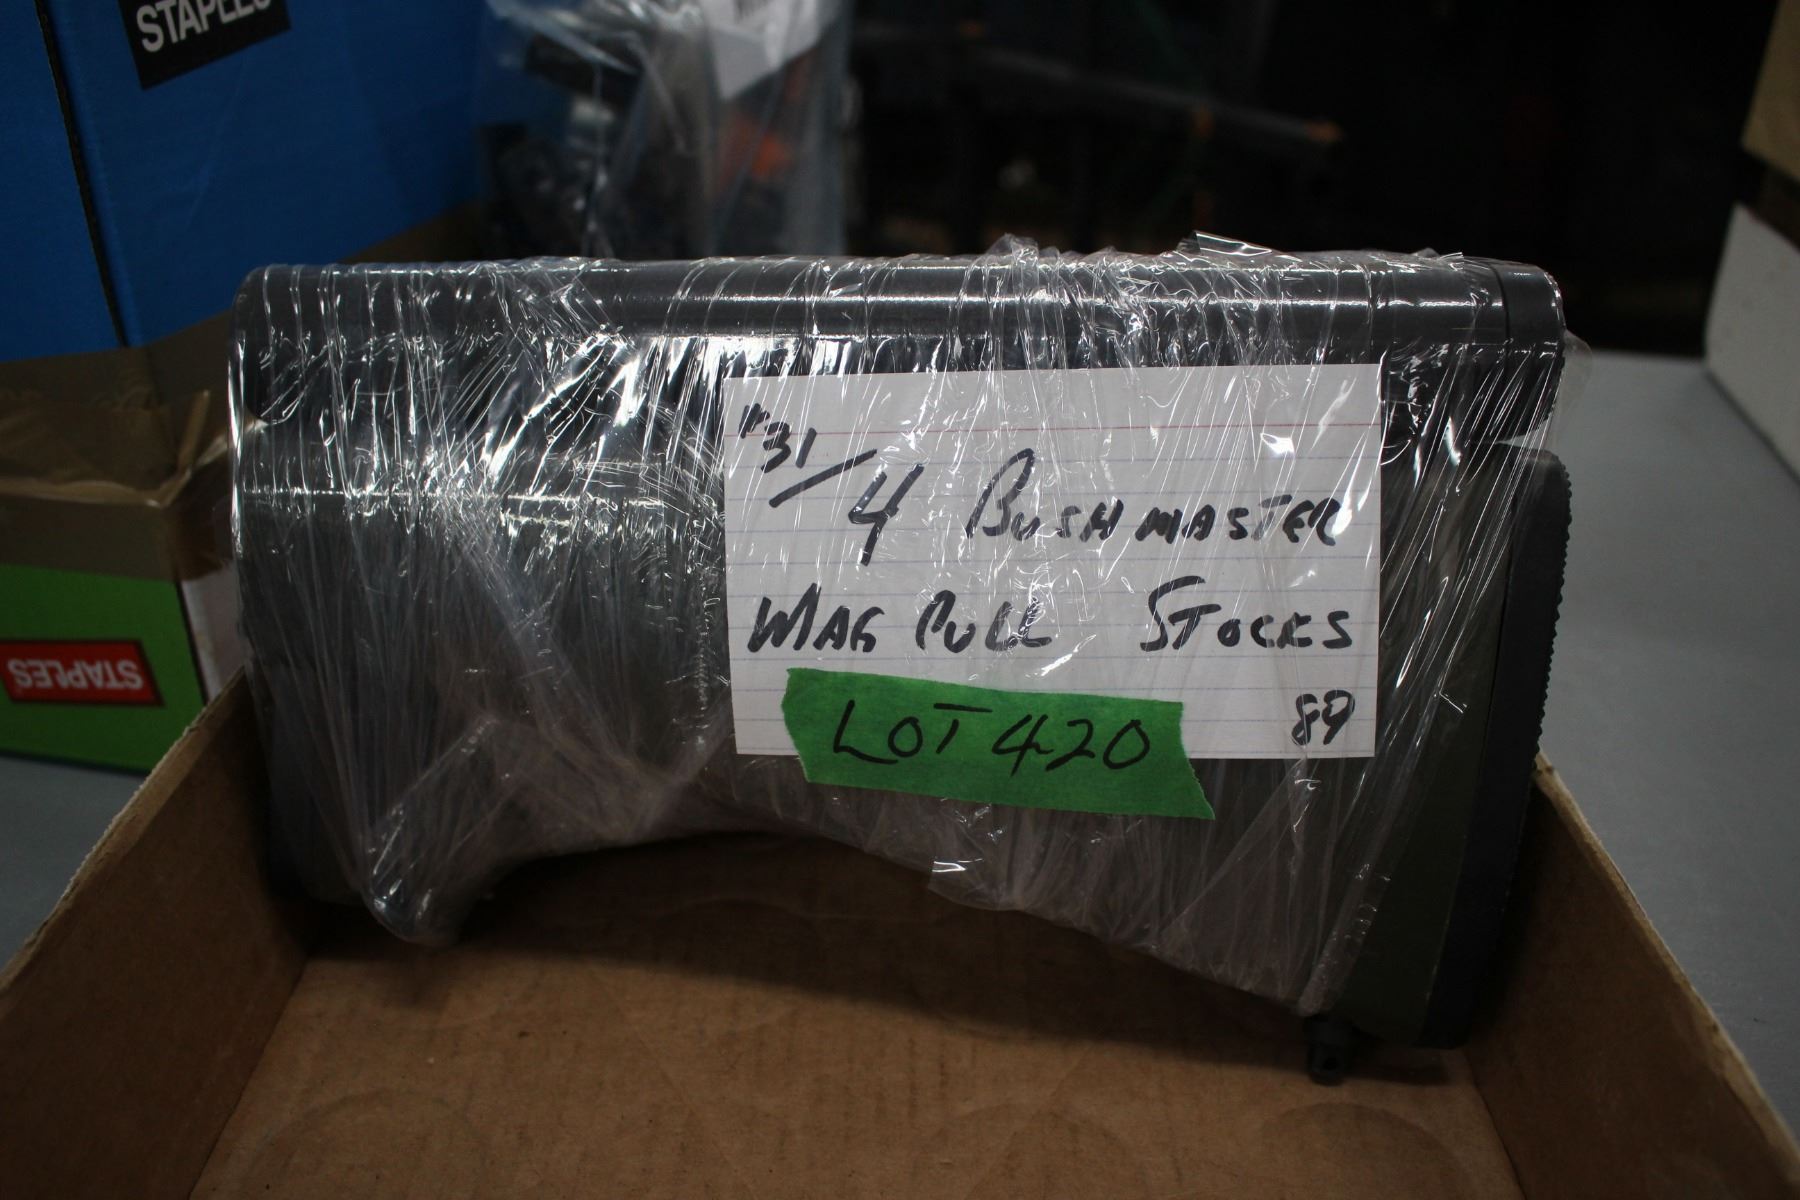 STAPLES
STAPLES
"31/4 BUSHMASTER
MAG PULL STOCKS
89
LOT 420